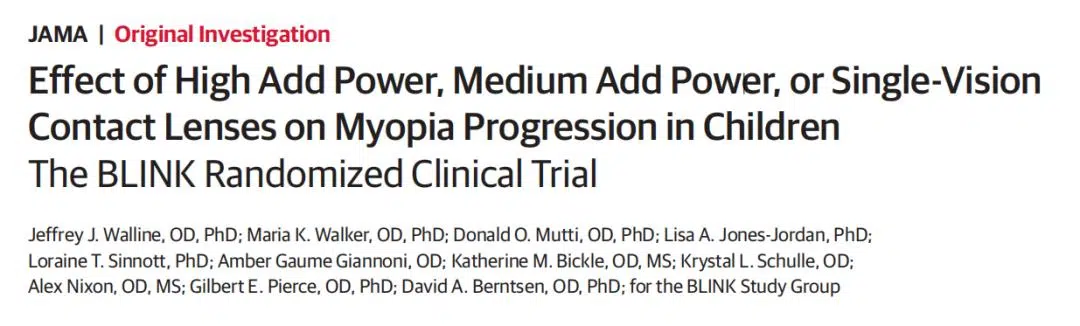 JAMA | Original Investigation
Effect of High Add Power, Medium Add Power, or Single-Vision
Contact Lenses on Myopia Progression in Children
The BLINK Randomized Clinical Trial
Jeffrey J. Walline, OD, PhD; Maria K. Walker, OD, PhD; Donald O. Mutti, OD, PhD; Lisa A. Jones-Jordan, PhD;
Loraine T. Sinnott, PhD; Amber Gaume Giannoni, OD; Katherine M. Bickle, OD, MS; Krystal L. Schulle, OD;
Alex Nixon, OD, MS; Gilbert E. Pierce, OD, PhD; David A. Berntsen, OD, PhD; for the BLINK Study Group